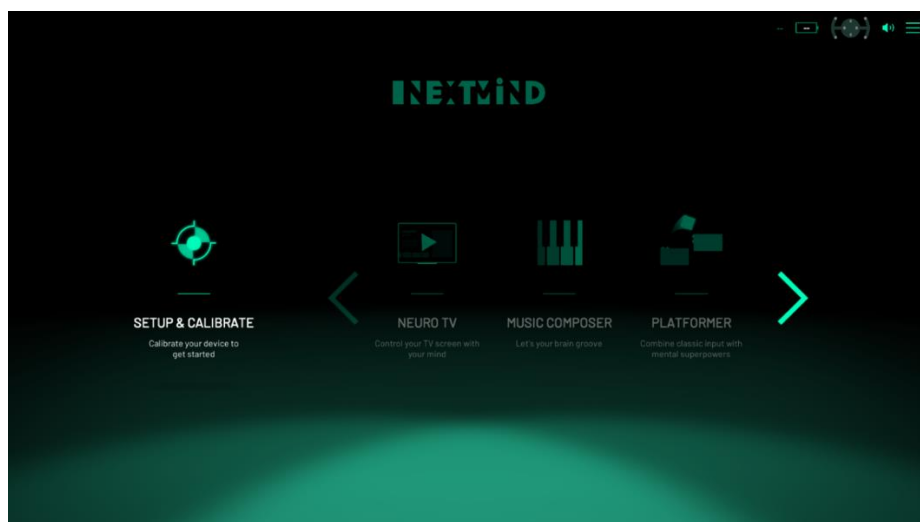 NEXTMIND
SETUP & CALIBRATE
Calibrate your device to
get started
NEURO TV
Control your TV screen with
your mind
MUSIC COMPOSER
Let's your brain groove
PLATFORMER
Combine classic input with
mental superpowers